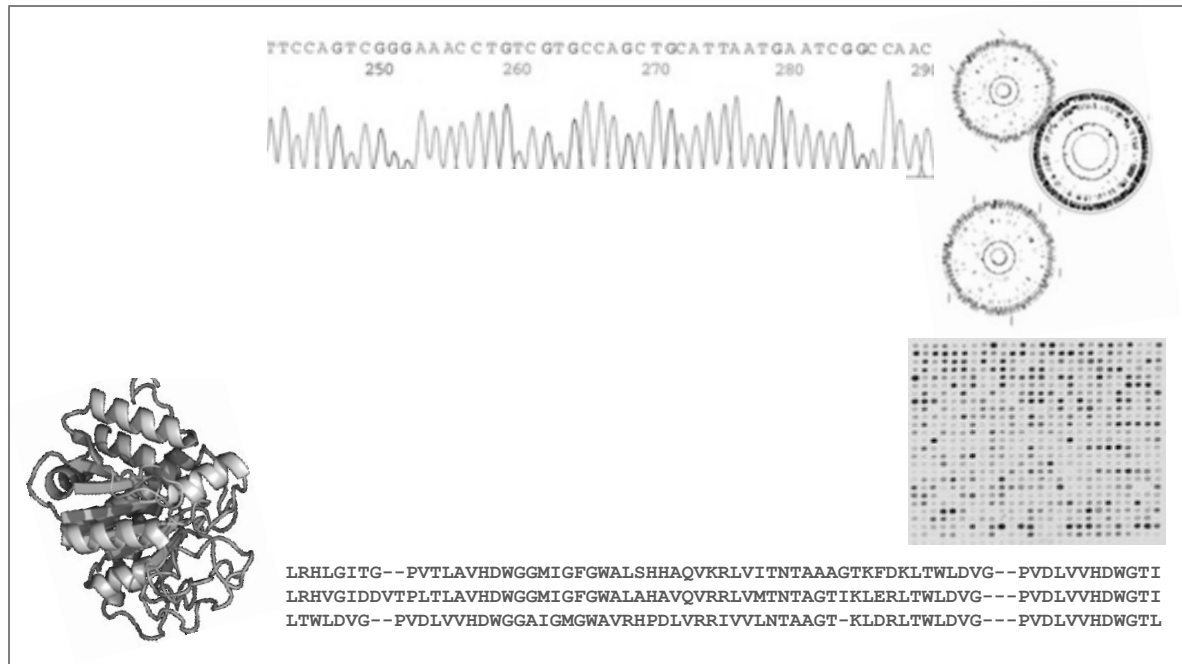 TTCCAGTCGGGAAACCTGTCGTGCCAGCTGCATTAATGAATCGGCCAAC
250 260 270 280 290
LRHLGITG--PVTLAVHDWGGMIGFGWALSHHAQVKRLVITNTAAAGTKFDKLTWLDVG--PVDLVVHDWGTI
LRHVGIDDVTPLTLAVHDWGGMIGFGWALAHAVQVRRLVMTNTAGTIKLERLTWLDVG---PVDLVVHDWGTI
LTWLDVG--PVDLVVHDWGGAIGMGWAVRHPDLVRRIVVLNTAAGT-KLDRLTWLDVG---PVDLVVHDWGTL